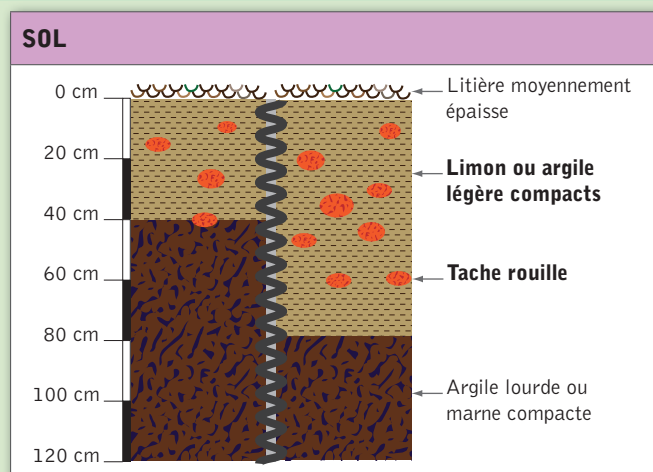 SOL
0 cm
20 cm
40 cm
60 cm
80 cm
100 cm
120 cm
Litière moyennement
épaisse
Limon ou argile
légère compacts
Tache rouille
Argile lourde ou
marne compacte